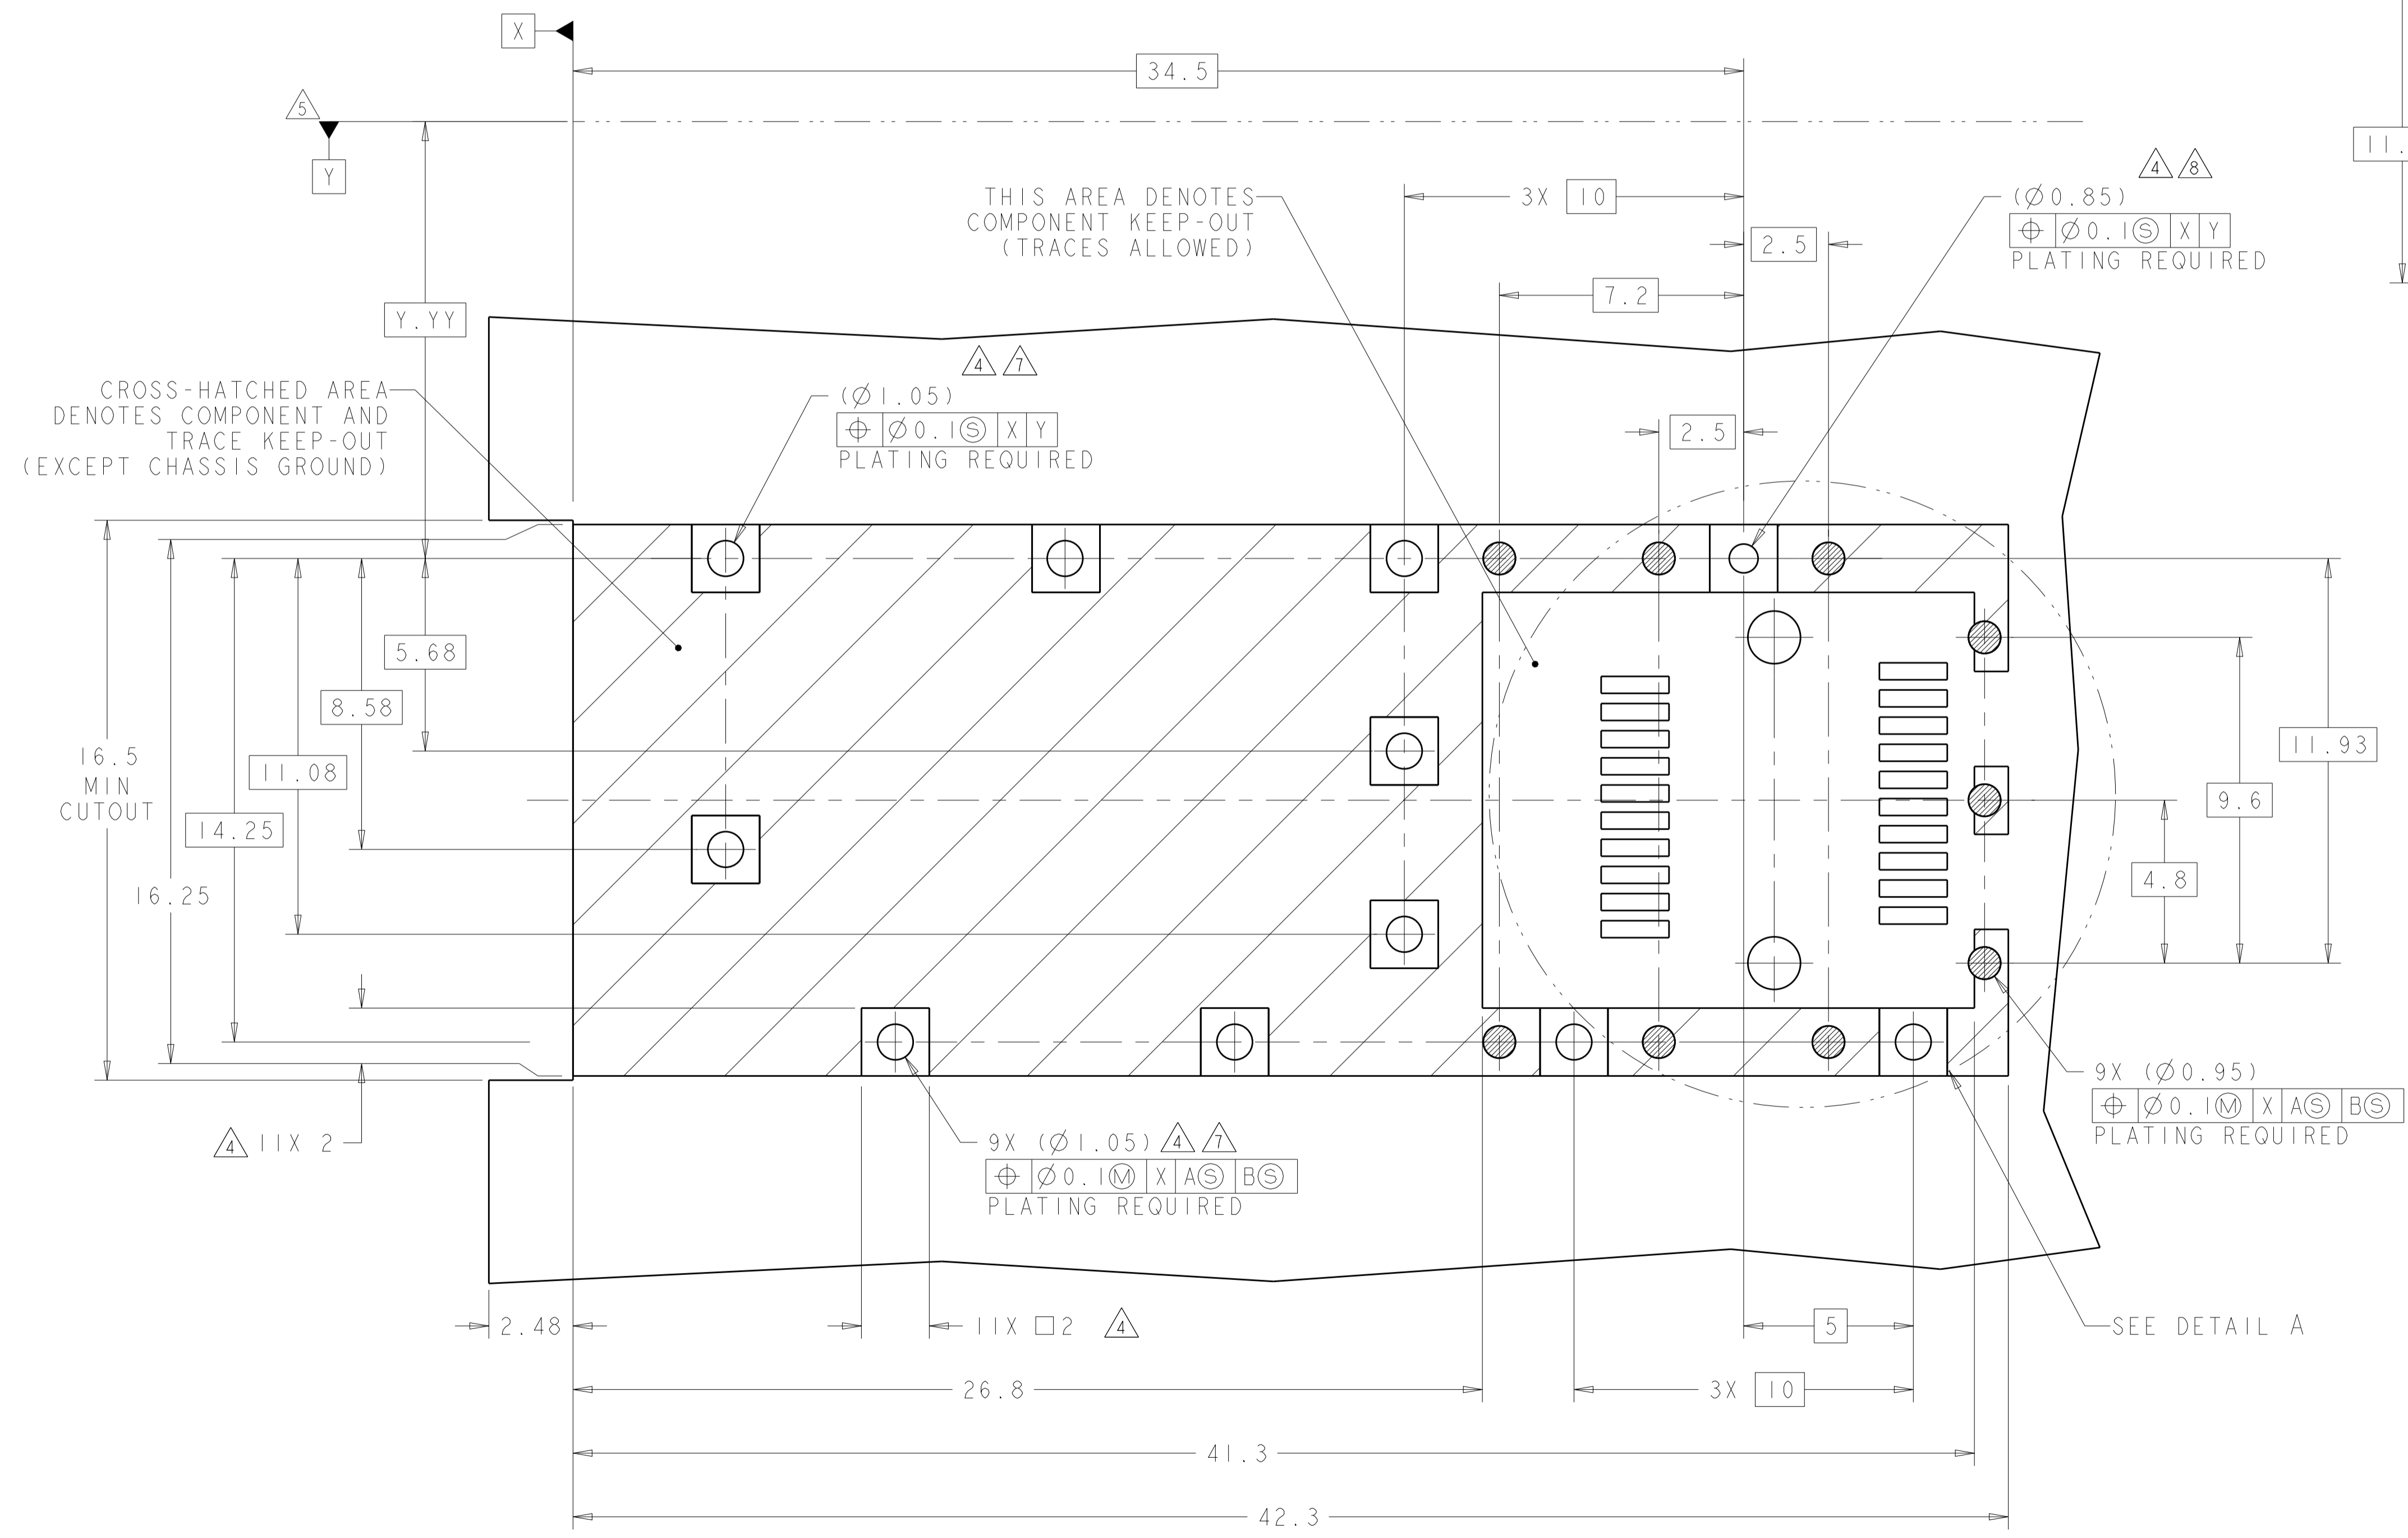 X
34.5
5
Y
11.
4 8
THIS AREA DENOTES
COMPONENT KEEP-OUT
(TRACES ALLOWED)
3X 10
(Ø0.85)
⌖ Ø0.1Ⓢ X Y
PLATING REQUIRED
2.5
7.2
Y.YY
4 7
CROSS-HATCHED AREA
DENOTES COMPONENT AND
TRACE KEEP-OUT
(EXCEPT CHASSIS GROUND)
(Ø1.05)
⌖ Ø0.1Ⓢ X Y
PLATING REQUIRED
2.5
5.68
8.58
16.5
MIN
CUTOUT
11.08
14.25
16.25
11.93
9.6
4.8
4 11X 2
9X (Ø1.05) 4 7
⌖ Ø0.1Ⓜ X AⓈ BⓈ
PLATING REQUIRED
9X (Ø0.95)
⌖ Ø0.1Ⓜ X AⓈ BⓈ
PLATING REQUIRED
2.48
11X □2 4
5
SEE DETAIL A
26.8
3X 10
41.3
42.3